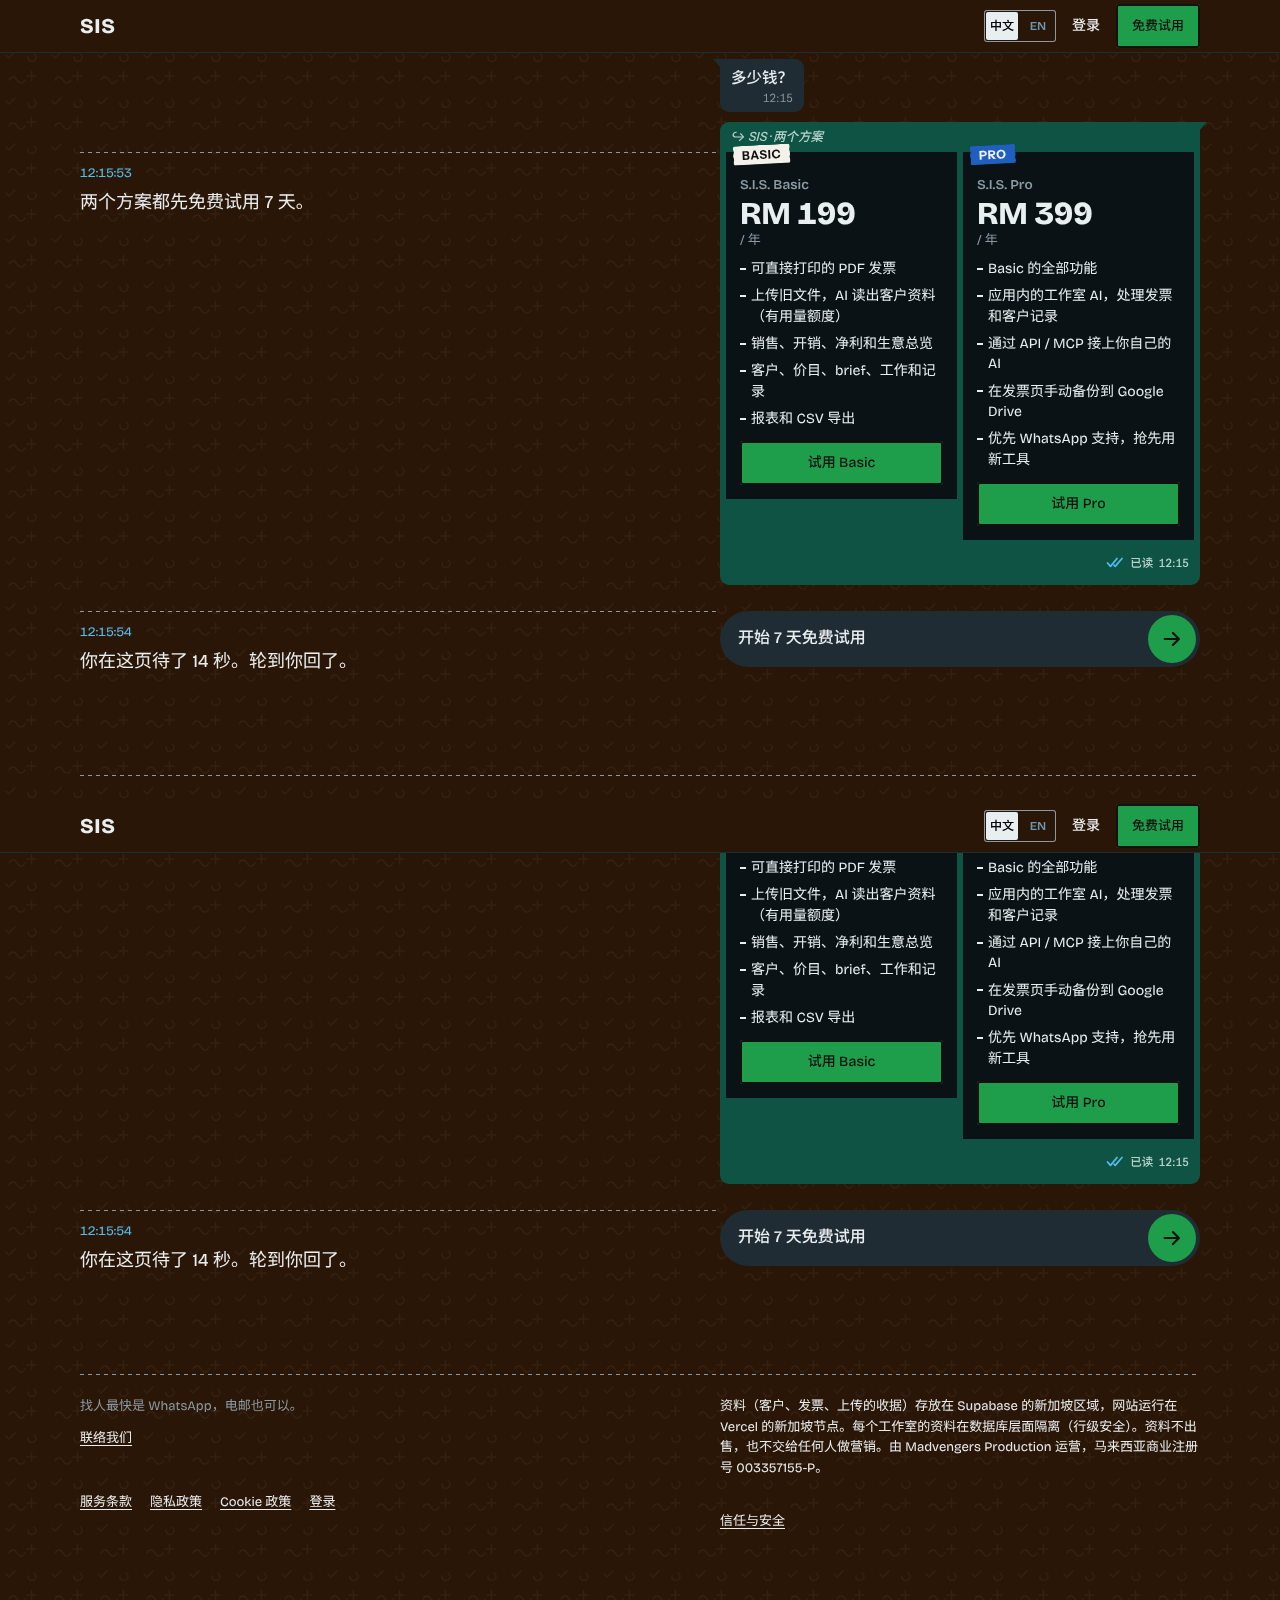 SIS
中文 EN 登录 免费试用
多少钱?
12:15
SIS · 两个方案
12:15:53
两个方案都先免费试用 7 天。
BASIC
S.I.S. Basic
RM 199
/ 年
可直接打印的 PDF 发票
上传旧文件，AI 读出客户资料
（有用量额度）
销售、开销、净利和生意总览
客户、价目、brief、工作和记
录
报表和 CSV 导出
试用 Basic
PRO
S.I.S. Pro
RM 399
/ 年
Basic 的全部功能
应用内的工作室 AI，处理发票
和客户记录
通过 API / MCP 接上你自己的
AI
在发票页手动备份到 Google
Drive
优先 WhatsApp 支持，抢先用
新工具
试用 Pro
已读 12:15
12:15:54
你在这页待了 14 秒。轮到你回了。
开始 7 天免费试用
SIS
中文 EN 登录 免费试用
可直接打印的 PDF 发票
上传旧文件，AI 读出客户资料
（有用量额度）
销售、开销、净利和生意总览
客户、价目、brief、工作和记
录
报表和 CSV 导出
试用 Basic
Basic 的全部功能
应用内的工作室 AI，处理发票
和客户记录
通过 API / MCP 接上你自己的
AI
在发票页手动备份到 Google
Drive
优先 WhatsApp 支持，抢先用
新工具
试用 Pro
已读 12:15
12:15:54
你在这页待了 14 秒。轮到你回了。
开始 7 天免费试用
找人最快是 WhatsApp，电邮也可以。
联络我们
服务条款 隐私政策 Cookie 政策 登录
资料（客户、发票、上传的收据）存放在 Supabase 的新加坡区域，网站运行在
Vercel 的新加坡节点。每个工作室的资料在数据库层面隔离（行级安全）。资料不出
售，也不交给任何人做营销。由 Madvengers Production 运营，马来西亚商业注册
号 003357155-P。
信任与安全